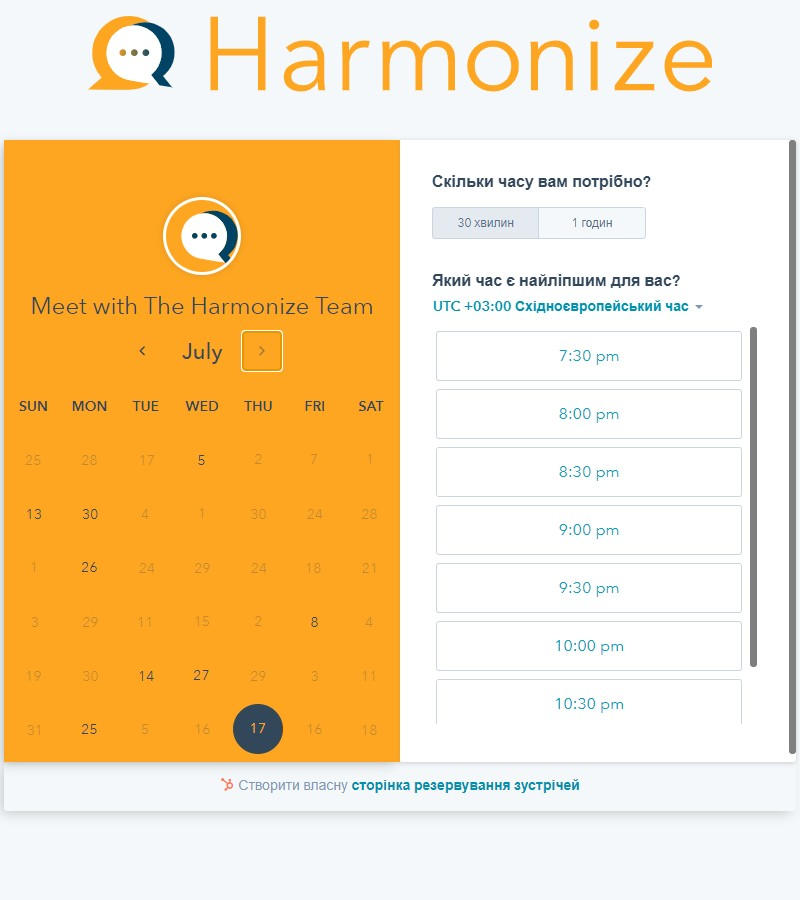 Harmonize
Meet with The Harmonize Team
July
SUN MON TUE WED THU FRI SAT
25 28 17 5 2 7 1
13 30 4 1 30 24 28
1 26 24 29 24 18 21
3 29 11 15 2 8 4
19 30 14 27 29 3 11
31 25 5 16 17 16 18
Скільки часу вам потрібно?
30 хвилин 1 годин
Який час є найліпшим для вас?
UTC +03:00 Східноєвропейський час
7:30 pm
8:00 pm
8:30 pm
9:00 pm
9:30 pm
10:00 pm
10:30 pm
Створити власну сторінка резервування зустрічей